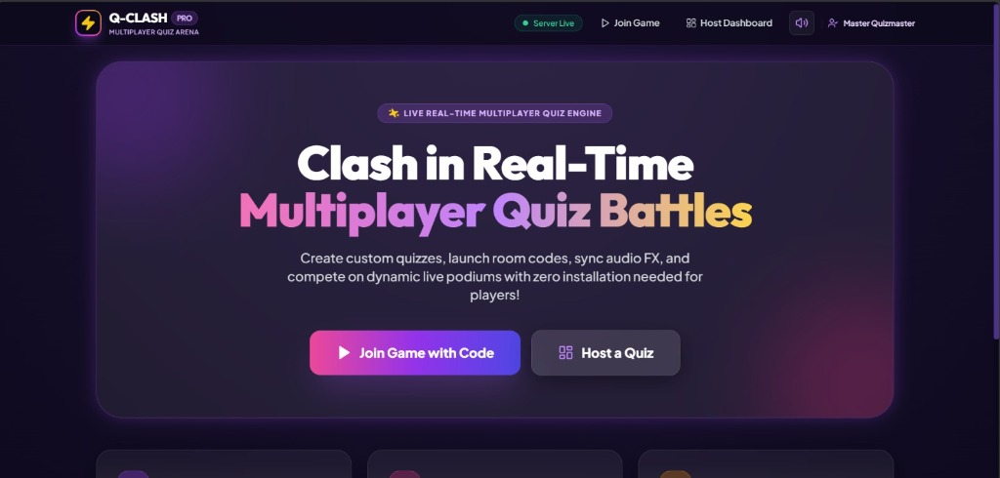 Q-CLASH PRO
MULTIPLAYER QUIZ ARENA
Server Live
Join Game
Host Dashboard
Master Quizmaster
LIVE REAL-TIME MULTIPLAYER QUIZ ENGINE
Clash in Real-Time
Multiplayer Quiz Battles
Create custom quizzes, launch room codes, sync audio FX, and
compete on dynamic live podiums with zero installation needed for
players!
Join Game with Code
Host a Quiz